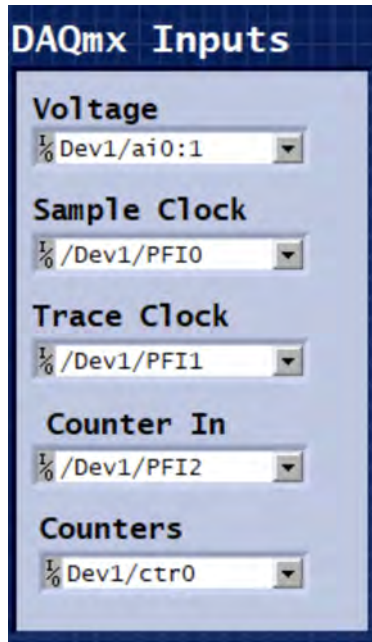 DAQmx Inputs
Voltage
I/O Dev1/ai0:1
Sample Clock
I/O /Dev1/PFI0
Trace Clock
I/O /Dev1/PFI1
Counter In
I/O /Dev1/PFI2
Counters
I/O Dev1/ctr0